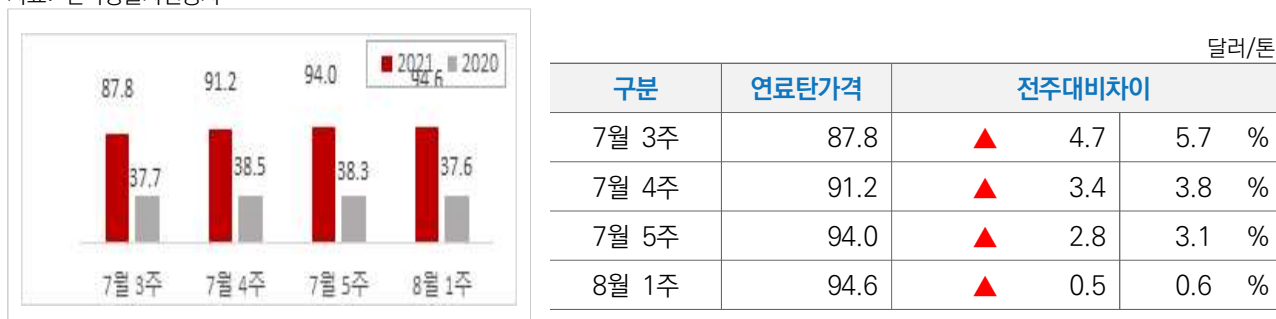 2021 2020
87.8 91.2 94.0 94.6
37.7 38.5 38.3 37.6
7월 3주 7월 4주 7월 5주 8월 1주
달러/톤
구분 연료탄가격 전주대비차이
7월 3주 87.8 ▲ 4.7 5.7 %
7월 4주 91.2 ▲ 3.4 3.8 %
7월 5주 94.0 ▲ 2.8 3.1 %
8월 1주 94.6 ▲ 0.5 0.6 %